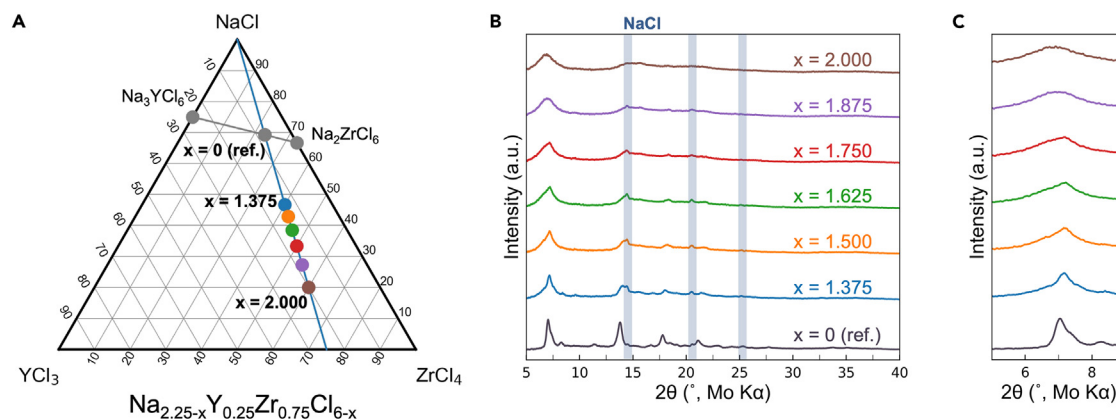 A
NaCl
10
90
Na3YCl6
20
80
30
70
Na2ZrCl6
x = 0 (ref.)
60
50
x = 1.375
50
60
40
70
30
80
20
x = 2.000
90
10
10
20
30
40
50
60
70
80
90
YCl3
ZrCl4
Na2.25-xY0.25Zr0.75Cl6-x
B
NaCl
Intensity (a.u.)
x = 2.000
x = 1.875
x = 1.750
x = 1.625
x = 1.500
x = 1.375
x = 0 (ref.)
5
10
15
20
25
30
35
40
2θ (°, Mo Kα)
C
Intensity (a.u.)
6
8
2θ (°, Mo Kα)